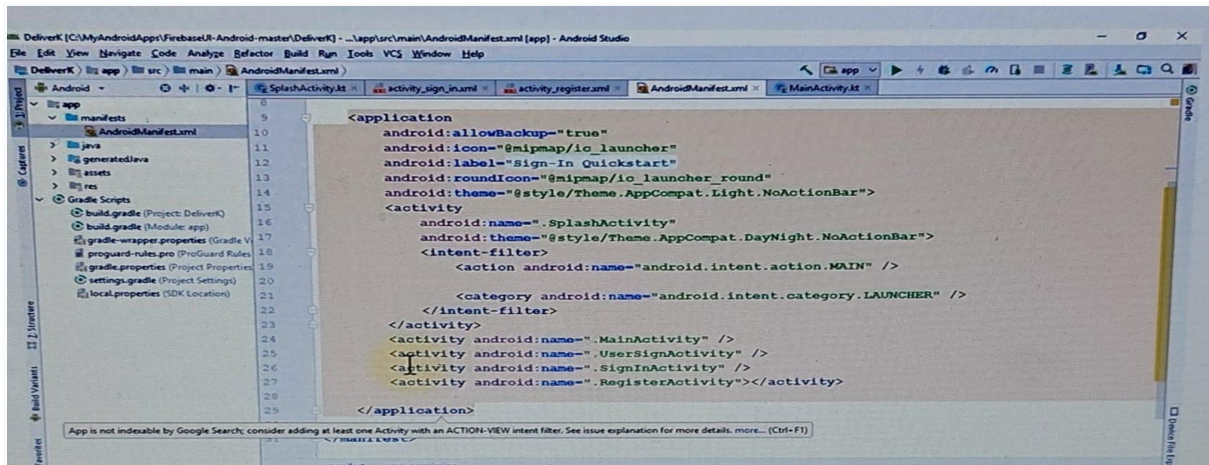 DeliverK [C:\MyAndroidApps\FirebaseUI-Android-master\DeliverK] - ...\app\src\main\AndroidManifest.xml [app] - Android Studio
File Edit View Navigate Code Analyze Refactor Build Run Tools VCS Window Help
DeliverK app src main AndroidManifest.xml app
Android SplashActivity.kt activity_sign_in.xml activity_register.xml AndroidManifest.xml MainActivity.kt
1: Project
Captures
Z: Structure
Build Variants
Gradle
app
manifests
AndroidManifest.xml
java
generatedJava
assets
res
Gradle Scripts
build.gradle (Project: DeliverK)
build.gradle (Module: app)
gradle-wrapper.properties (Gradle V
proguard-rules.pro (ProGuard Rules
gradle.properties (Project Properties
settings.gradle (Project Settings)
local.properties (SDK Location)
8
9 <application
10 android:allowBackup="true"
11 android:icon="@mipmap/ic_launcher"
12 android:label="Sign-In Quickstart"
13 android:roundIcon="@mipmap/ic_launcher_round"
14 android:theme="@style/Theme.AppCompat.Light.NoActionBar">
15 <activity
16 android:name=".SplashActivity"
17 android:theme="@style/Theme.AppCompat.DayNight.NoActionBar">
18 <intent-filter>
19 <action android:name="android.intent.action.MAIN" />
20
21 <category android:name="android.intent.category.LAUNCHER" />
22 </intent-filter>
23 </activity>
24 <activity android:name=".MainActivity" />
25 <activity android:name=".UserSignActivity" />
26 <activity android:name=".SignInActivity" />
27 <activity android:name=".RegisterActivity"></activity>
28
29 </application>
App is not indexable by Google Search; consider adding at least one Activity with an ACTION-VIEW intent filter. See issue explanation for more details. more... (Ctrl+F1)
</manifest>